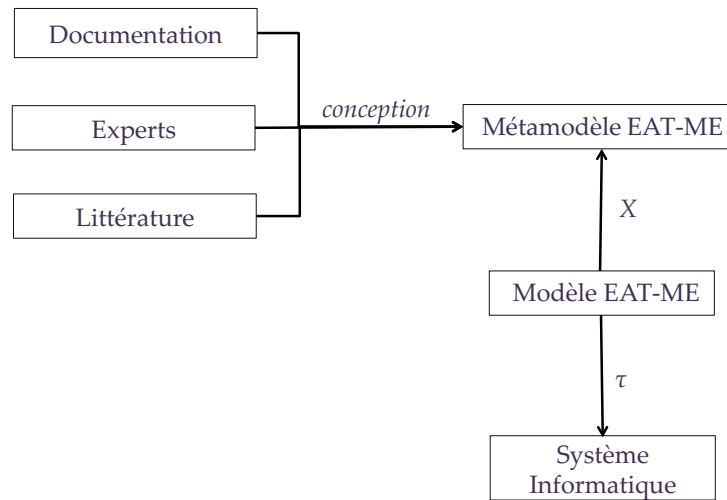 Documentation
Experts
Littérature
conception
Métamodèle EAT-ME
X
Modèle EAT-ME
τ
Système
Informatique